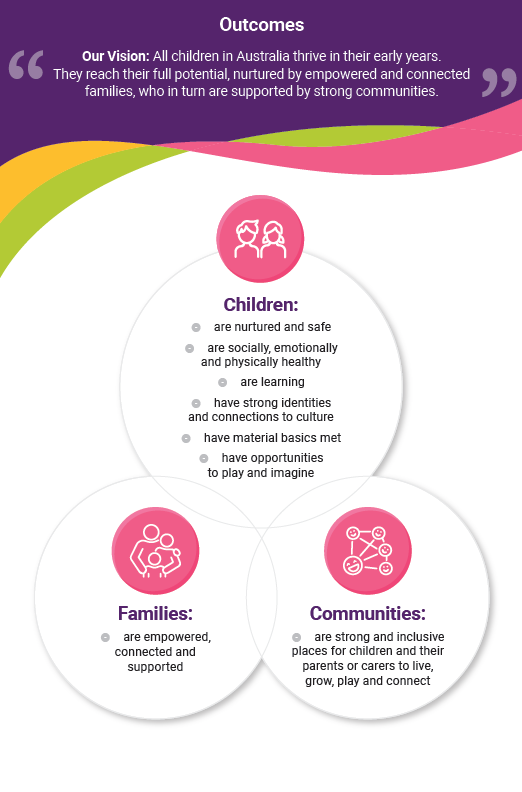 Outcomes
“ Our Vision: All children in Australia thrive in their early years.
They reach their full potential, nurtured by empowered and connected
families, who in turn are supported by strong communities. ”
Children:
are nurtured and safe
are socially, emotionally
and physically healthy
are learning
have strong identities
and connections to culture
have material basics met
have opportunities
to play and imagine
Families:
are empowered,
connected and
supported
Communities:
are strong and inclusive
places for children and their
parents or carers to live,
grow, play and connect